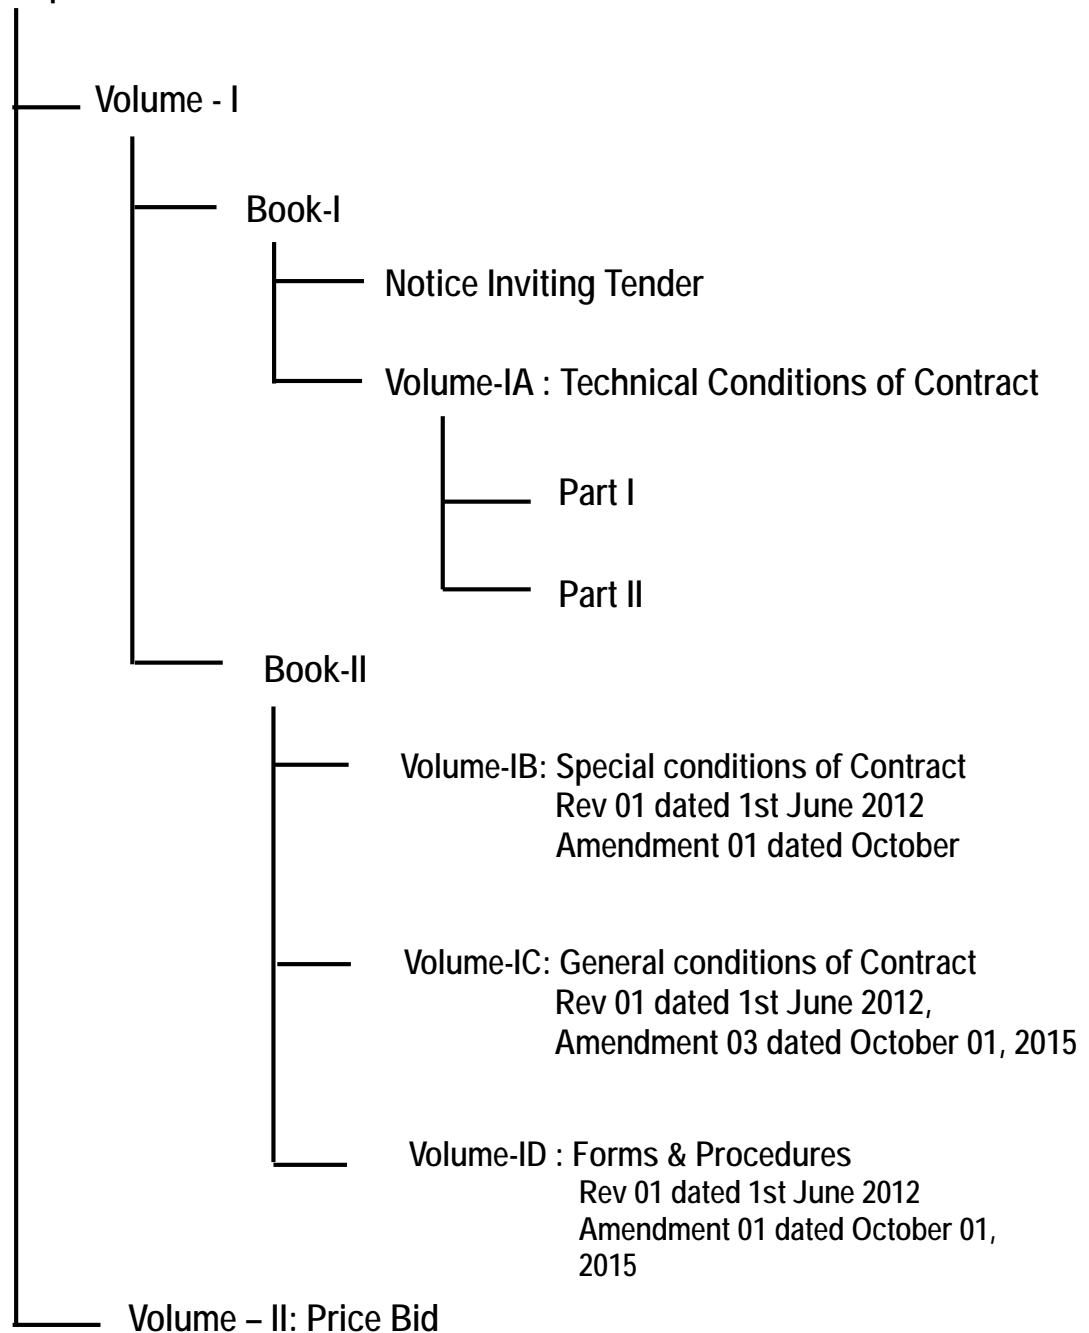 Volume - I
Book-I
Notice Inviting Tender
Volume-IA : Technical Conditions of Contract
Part I
Part II
Book-II
Volume-IB: Special conditions of Contract
Rev 01 dated 1st June 2012
Amendment 01 dated October
Volume-IC: General conditions of Contract
Rev 01 dated 1st June 2012,
Amendment 03 dated October 01, 2015
Volume-ID : Forms & Procedures
Rev 01 dated 1st June 2012
Amendment 01 dated October 01,
2015
Volume – II: Price Bid